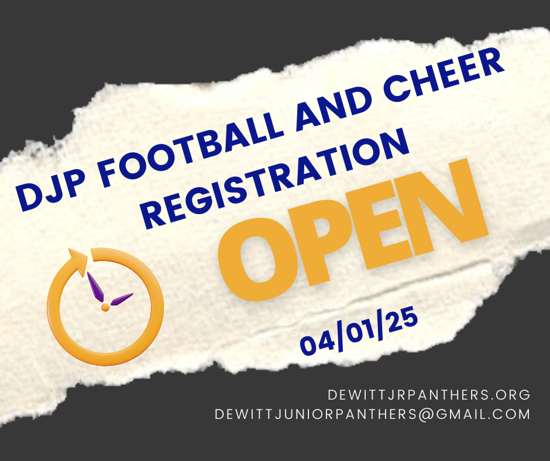 DJP FOOTBALL AND CHEER
REGISTRATION
OPEN
04/01/25
DEWITTJRPANTHERS.ORG
DEWITTJUNIORPANTHERS@GMAIL.COM